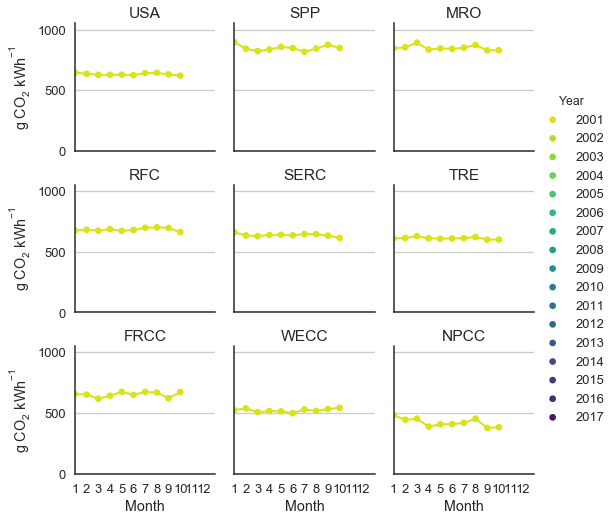 USA SPP MRO
1000
500
0
g CO₂ kWh⁻¹
RFC SERC TRE
1000
500
0
g CO₂ kWh⁻¹
FRCC WECC NPCC
1000
500
0
g CO₂ kWh⁻¹
1 2 3 4 5 6 7 8 9 10 11 12 1 2 3 4 5 6 7 8 9 10 11 12 1 2 3 4 5 6 7 8 9 10 11 12
Month Month Month
Year
2001
2002
2003
2004
2005
2006
2007
2008
2009
2010
2011
2012
2013
2014
2015
2016
2017